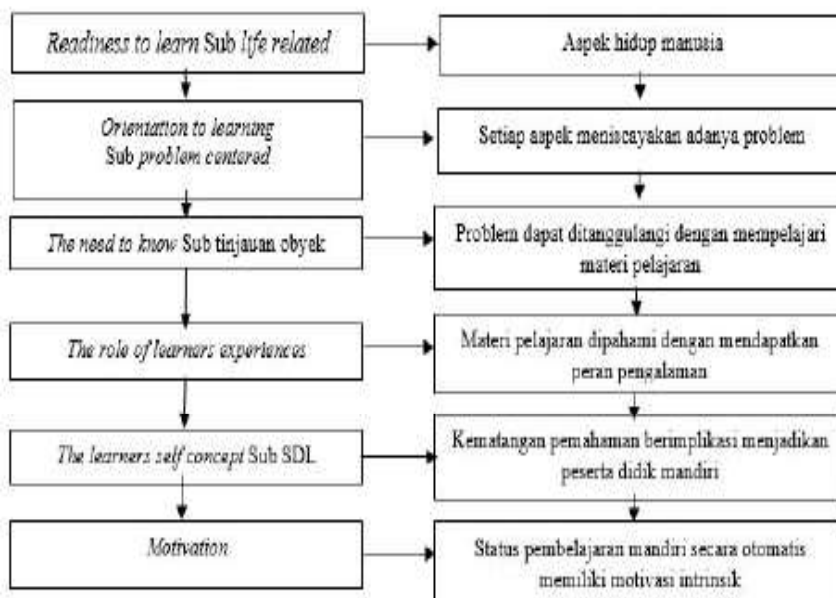 Readiness to learn Sub life related
Aspek hidup manusia
Orientation to learning
Sub problem centered
Setiap aspek meniscayakan adanya problem
The need to know Sub tinjauan obyek
Problem dapat ditanggulangi dengan mempelajari
materi pelajaran
The role of learners experiences
Materi pelajaran dipahami dengan mendapatkan
peran pengalaman
The learners self concept Sub SDL
Kematangan pemahaman berimplikasi menjadikan
peserta didik mandiri
Motivation
Status pembelajaran mandiri secara otomatis
memiliki motivasi intrinsik